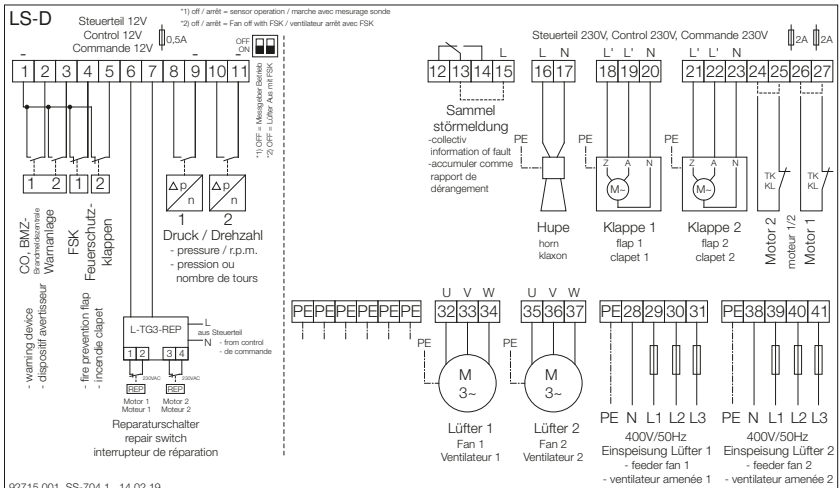 LS-D
Steuerteil 12V
Control 12V
Commande 12V
0,5A
*1) off / arrêt = sensor operation / marche avec mesurage sonde
*2) off / arrêt = Fan off with FSK / ventilateur arrêt avec FSK
OFF
ON
1 2 3 4 5 6 7 8 9 10 11
*1) OFF = Messgeber Betrieb
*2) OFF = Lüfter Aus mit FSK
1 2 1 2
CO, BMZ-
Brandmeldezentrale
Warnanlage
- warning device
- dispositif avertisseur
FSK
Feuerschutz-
klappen
- fire prevention flap
- incendie clapet
Δp n
Δp n
1 2
Druck / Drehzahl
- pressure / r.p.m.
- pression ou
nombre de tours
L-TG3-REP
L
aus Steuerteil
N
- from control
- de commande
1 2 3 4
230VAC 230VAC
REP REP
Motor 1 Motor 2
Moteur 1 Moteur 2
Reparaturschalter
repair switch
interrupteur de réparation
92715.001 SS-704.1 14.02.19
Steuerteil 230V, Control 230V, Commande 230V
2A 2A
L
12 13 14 15
Sammel
störmeldung
-collectiv
information of fault
-accumuler comme
rapport de
dérangement
L N
16 17
PE
Hupe
horn
klaxon
L' L' N
18 19 20
PE
Z A N
M~
Klappe 1
flap 1
clapet 1
L' L' N
21 22 23
PE
Z A N
M~
Klappe 2
flap 2
clapet 2
24 25 26 27
TK
KL
TK
KL
Motor 2
moteur 1/2
Motor 1
PE PE PE PE PE PE
U V W
32 33 34
PE
M
3~
Lüfter 1
Fan 1
Ventilateur 1
U V W
35 36 37
PE
M
3~
Lüfter 2
Fan 2
Ventilateur 2
PE 28 29 30 31
PE N L1 L2 L3
400V/50Hz
Einspeisung Lüfter 1
- feeder fan 1
- ventilateur amenée 1
PE 38 39 40 41
PE N L1 L2 L3
400V/50Hz
Einspeisung Lüfter 2
- feeder fan 2
- ventilateur amenée 2